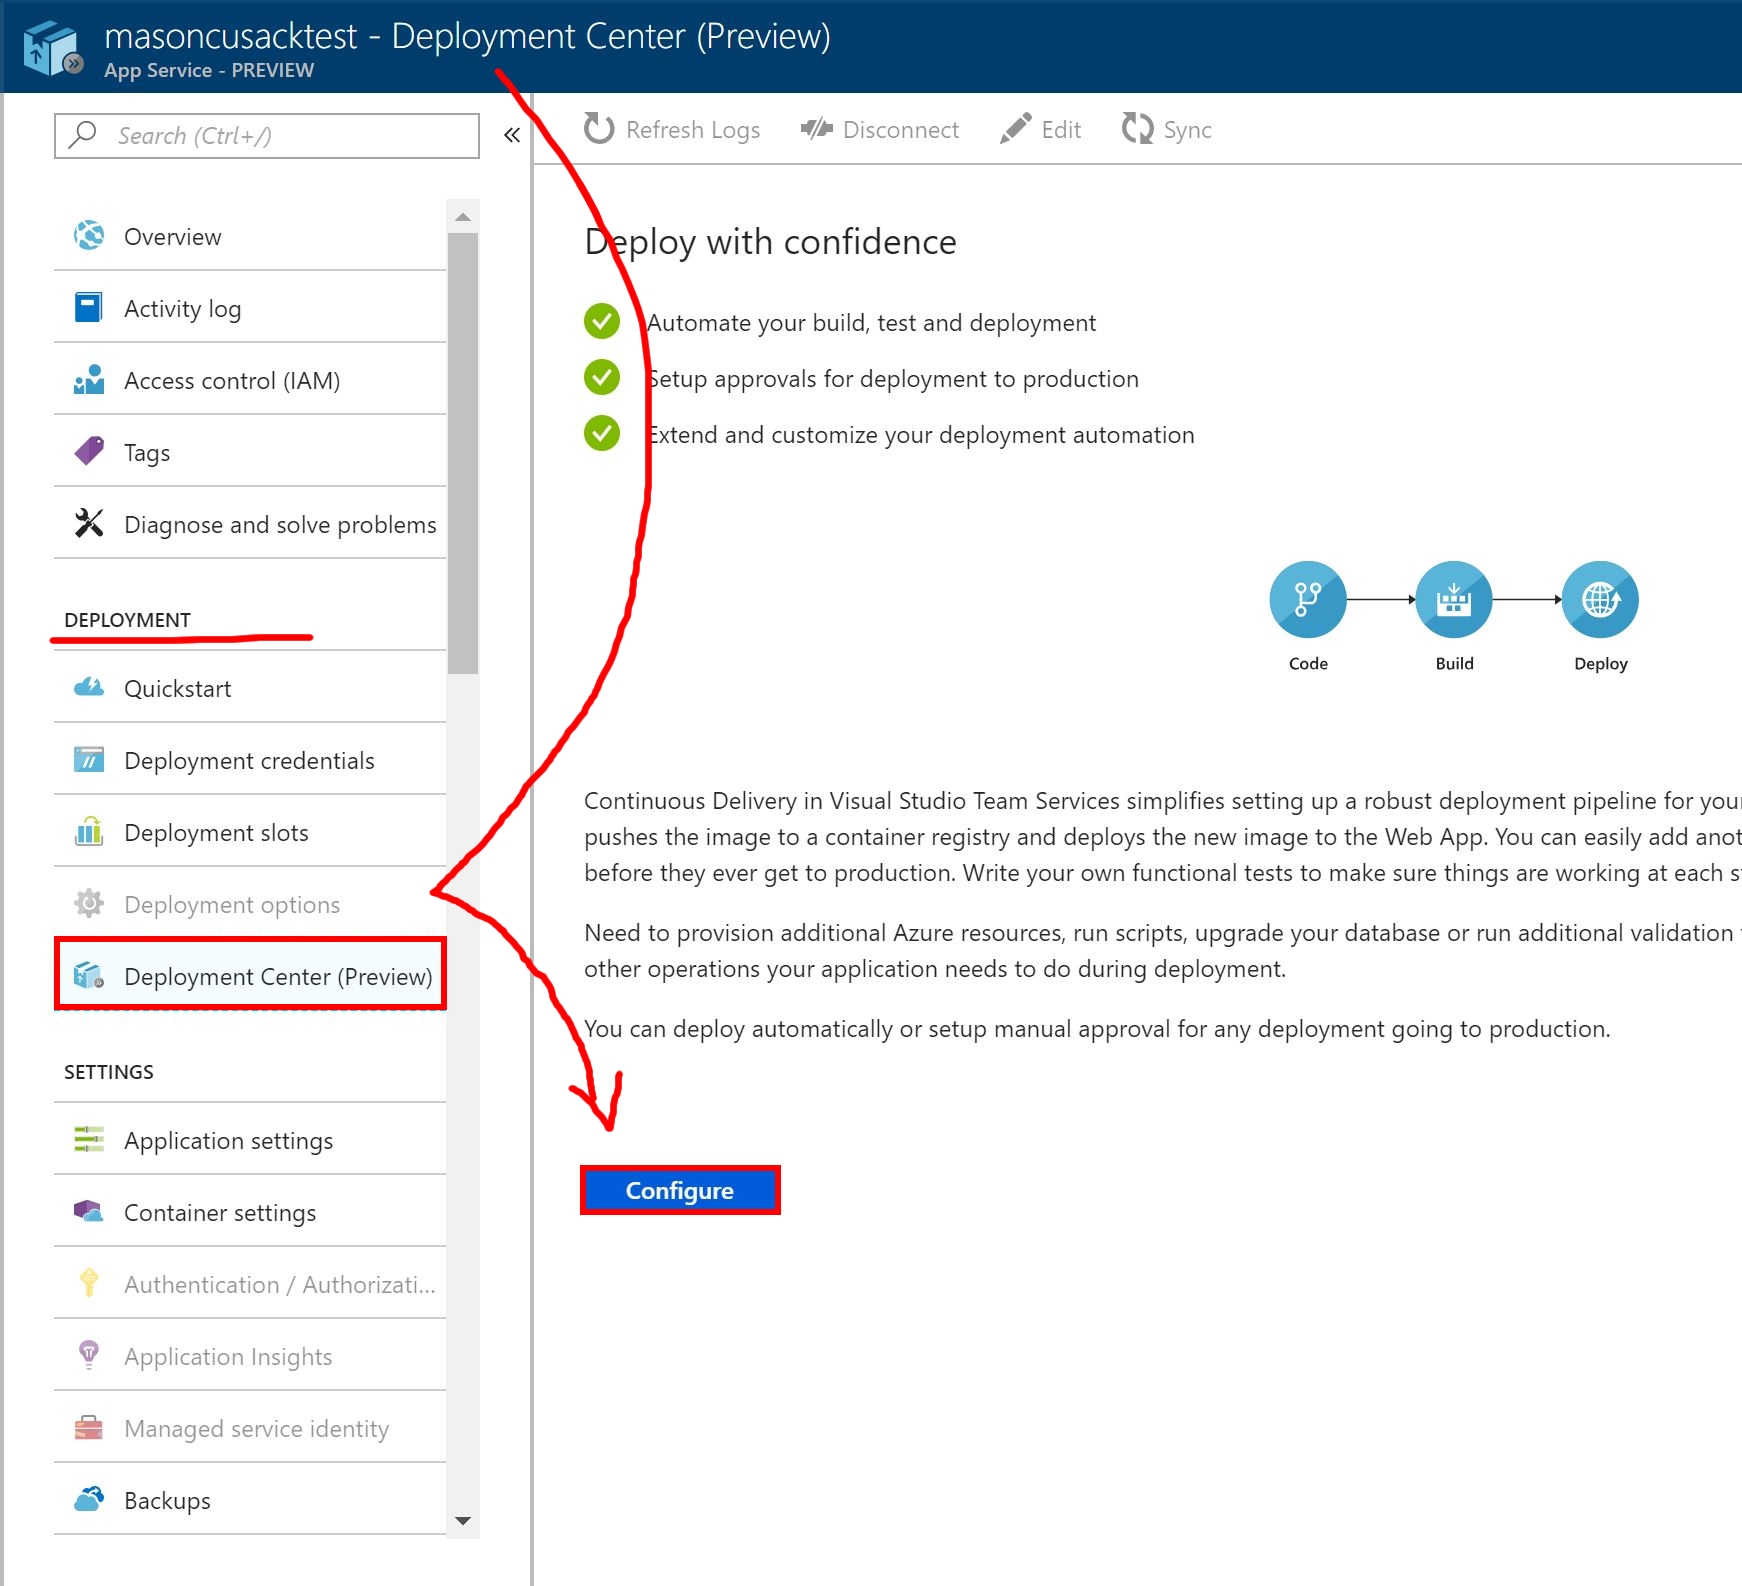 masoncusacktest - Deployment Center (Preview)
App Service - PREVIEW
Search (Ctrl+/)
«
Refresh Logs
Disconnect
Edit
Sync
Overview
Activity log
Access control (IAM)
Tags
Diagnose and solve problems
DEPLOYMENT
Quickstart
Deployment credentials
Deployment slots
Deployment options
Deployment Center (Preview)
SETTINGS
Application settings
Container settings
Authentication / Authorizati...
Application Insights
Managed service identity
Backups
Deploy with confidence
Automate your build, test and deployment
Setup approvals for deployment to production
Extend and customize your deployment automation
Code
Build
Deploy
Continuous Delivery in Visual Studio Team Services simplifies setting up a robust deployment pipeline for
pushes the image to a container registry and deploys the new image to the Web App. You can easily add
before they ever get to production. Write your own functional tests to make sure things are working at each
Need to provision additional Azure resources, run scripts, upgrade your database or run additional validation
other operations your application needs to do during deployment.
You can deploy automatically or setup manual approval for any deployment going to production.
Configure